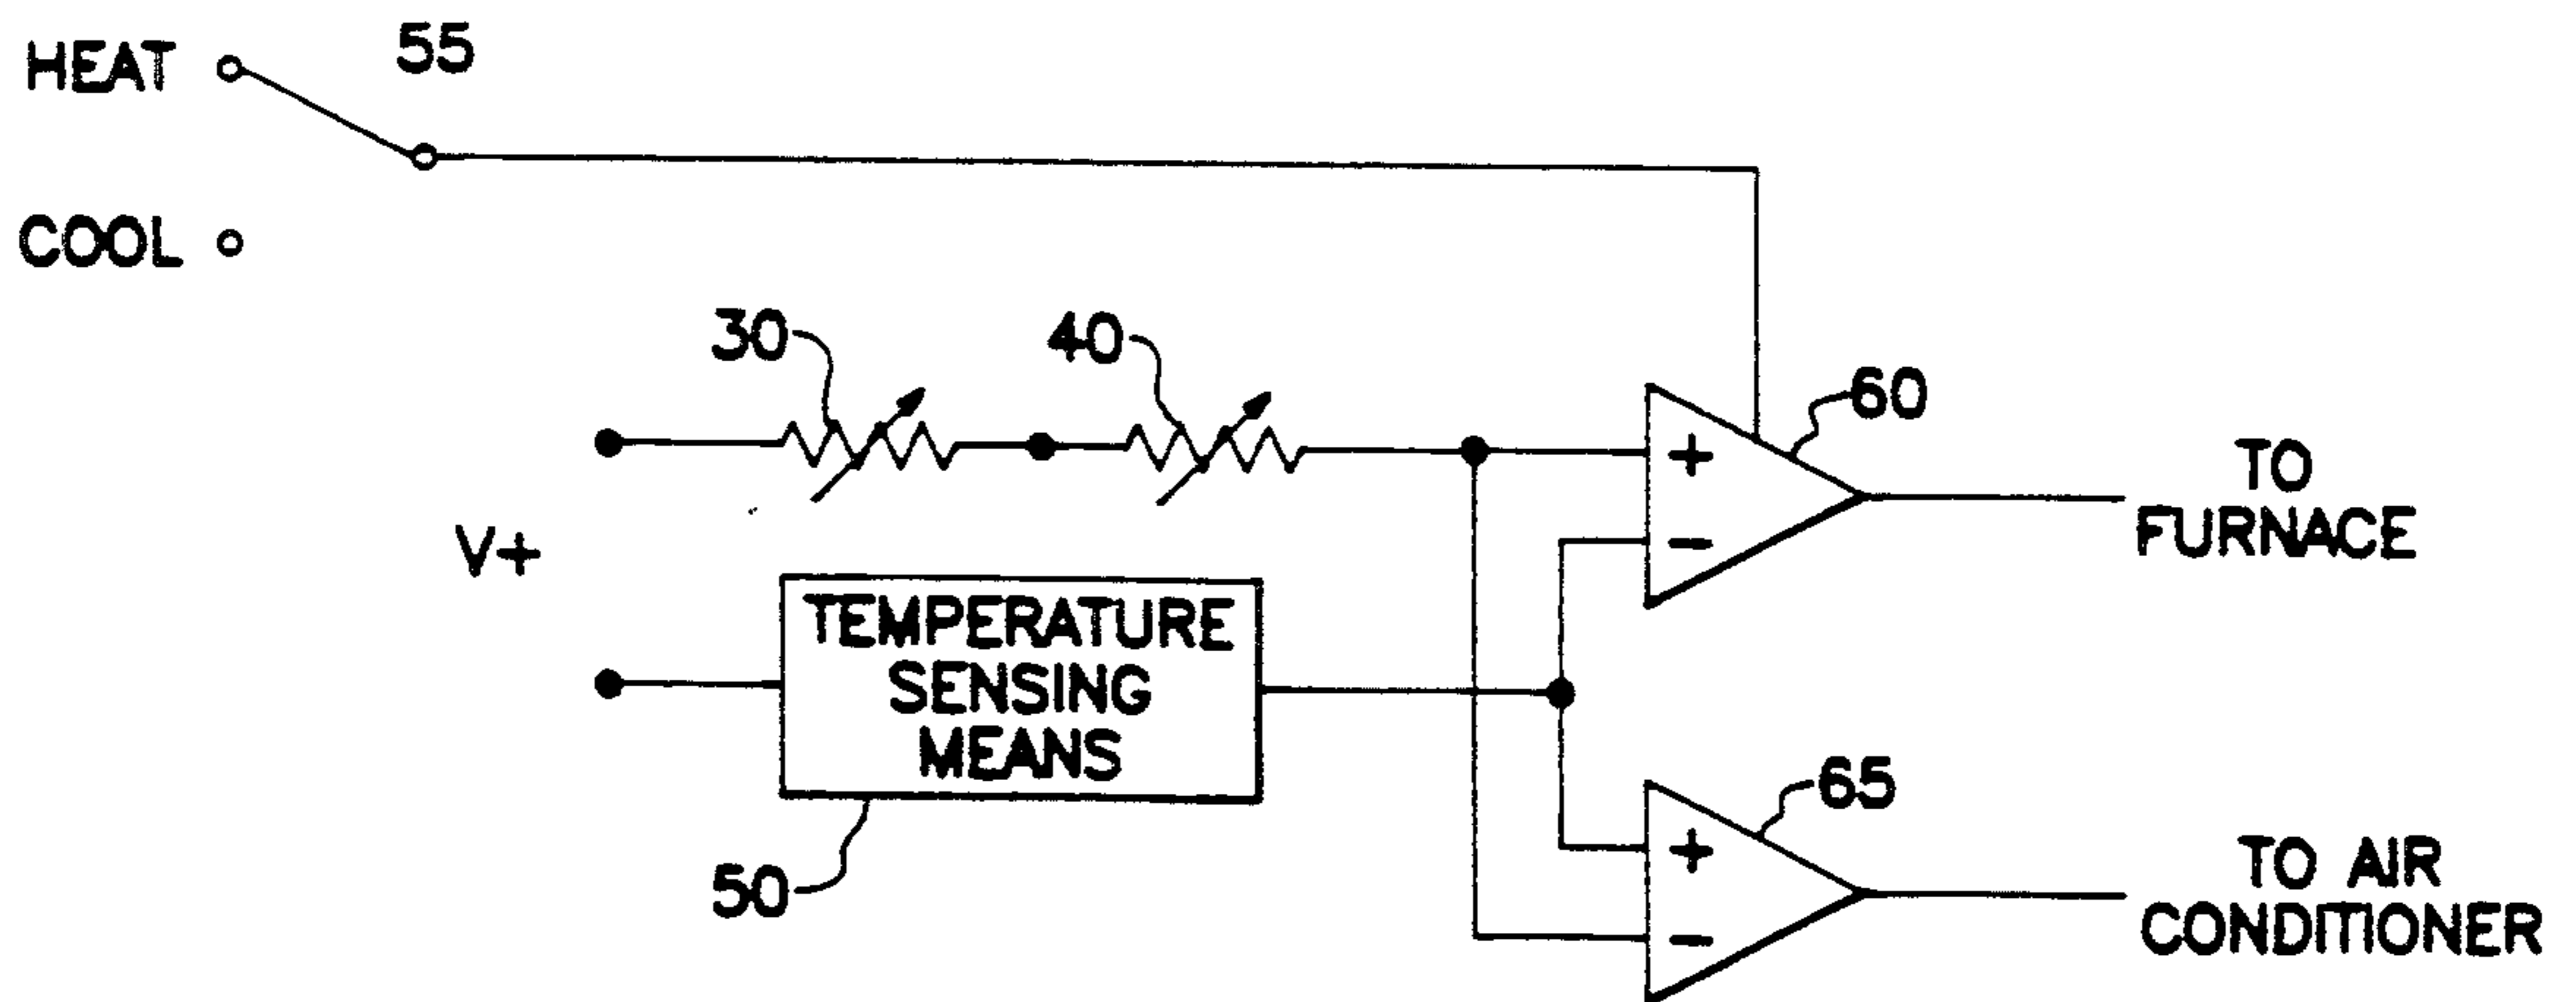 HEAT
55
COOL
30
40
60
TO
FURNACE
V+
TEMPERATURE
SENSING
MEANS
50
65
TO AIR
CONDITIONER
+
−
+
−